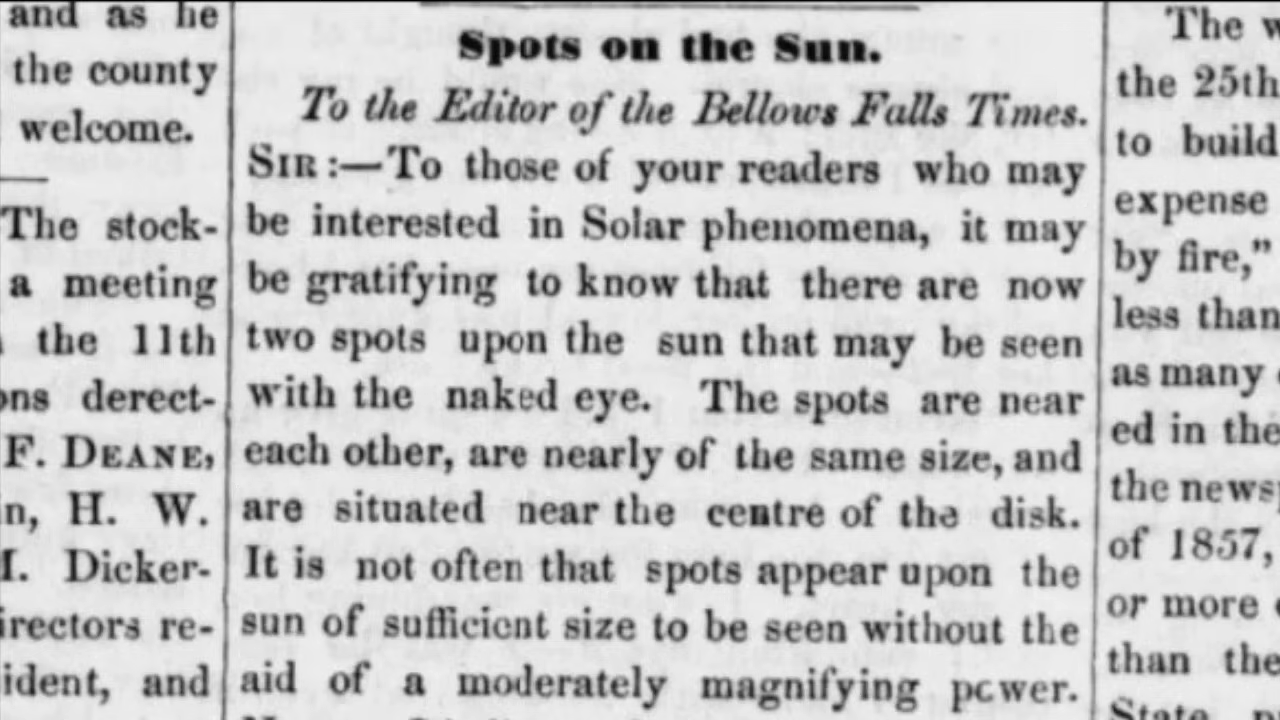 and as he
the county
welcome.
The stock-
a meeting
the 11th
ons derect-
F. DEANE,
H. W.
Dicker-
irectors re-
ident, and
Spots on the Sun.
To the Editor of the Bellows Falls Times.
SIR:—To those of your readers who may
be interested in Solar phenomena, it may
be gratifying to know that there are now
two spots upon the sun that may be seen
with the naked eye. The spots are near
each other, are nearly of the same size, and
are situated near the centre of the disk.
It is not often that spots appear upon the
sun of sufficient size to be seen without the
aid of a moderately magnifying power.
The w
the 25th
to build
expense
by fire,"
less than
as many
ed in the
the newsp
of 1857,
or more
than the
State